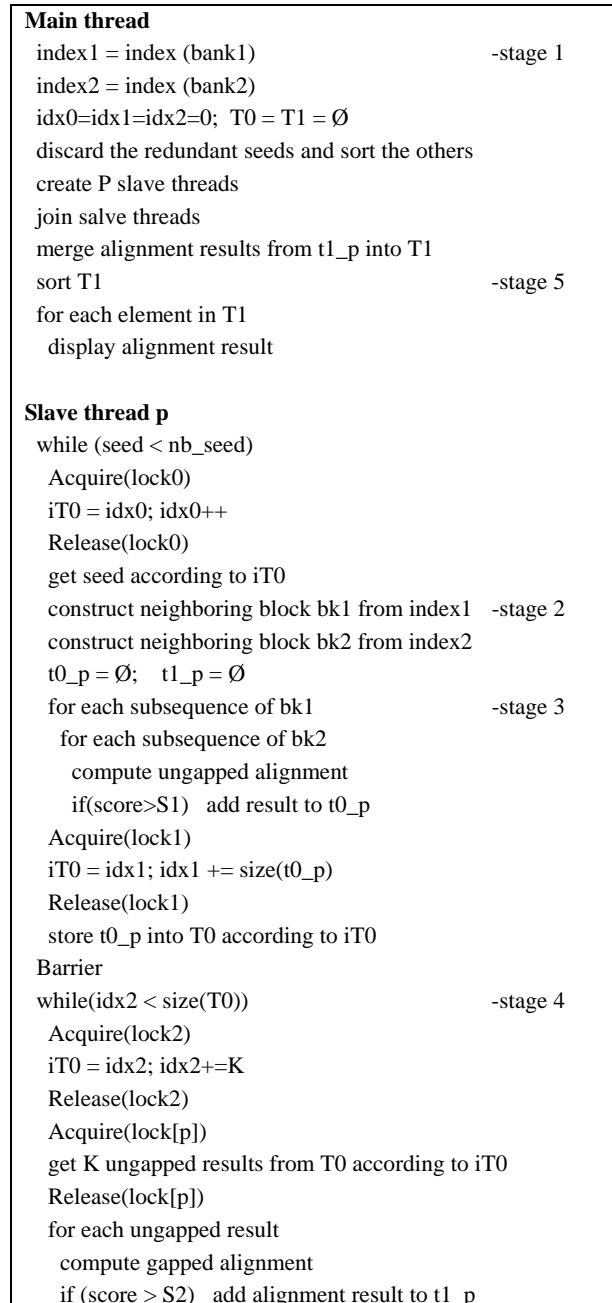 Main thread
index1 = index (bank1) -stage 1
index2 = index (bank2)
idx0=idx1=idx2=0; T0 = T1 = Ø
discard the redundant seeds and sort the others
create P slave threads
join salve threads
merge alignment results from t1_p into T1
sort T1 -stage 5
for each element in T1
display alignment result
Slave thread p
while (seed < nb_seed)
Acquire(lock0)
iT0 = idx0; idx0++
Release(lock0)
get seed according to iT0
construct neighboring block bk1 from index1 -stage 2
construct neighboring block bk2 from index2
t0_p = Ø; t1_p = Ø
for each subsequence of bk1 -stage 3
for each subsequence of bk2
compute ungapped alignment
if(score>S1) add result to t0_p
Acquire(lock1)
iT0 = idx1; idx1 += size(t0_p)
Release(lock1)
store t0_p into T0 according to iT0
Barrier
while(idx2 < size(T0)) -stage 4
Acquire(lock2)
iT0 = idx2; idx2+=K
Release(lock2)
Acquire(lock[p])
get K ungapped results from T0 according to iT0
Release(lock[p])
for each ungapped result
compute gapped alignment
if (score > S2) add alignment result to t1_p